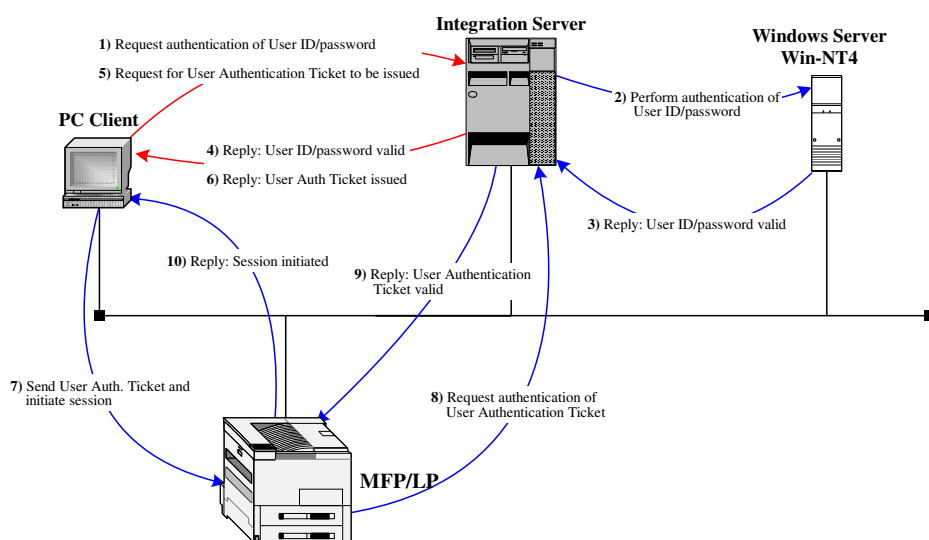 Integration Server
Windows Server
Win-NT4
1) Request authentication of User ID/password
5) Request for User Authentication Ticket to be issued
2) Perform authentication of
User ID/password
PC Client
4) Reply: User ID/password valid
6) Reply: User Auth Ticket issued
3) Reply: User ID/password valid
10) Reply: Session initiated
9) Reply: User Authentication
Ticket valid
7) Send User Auth. Ticket and
initiate session
8) Request authentication of
User Authentication Ticket
MFP/LP